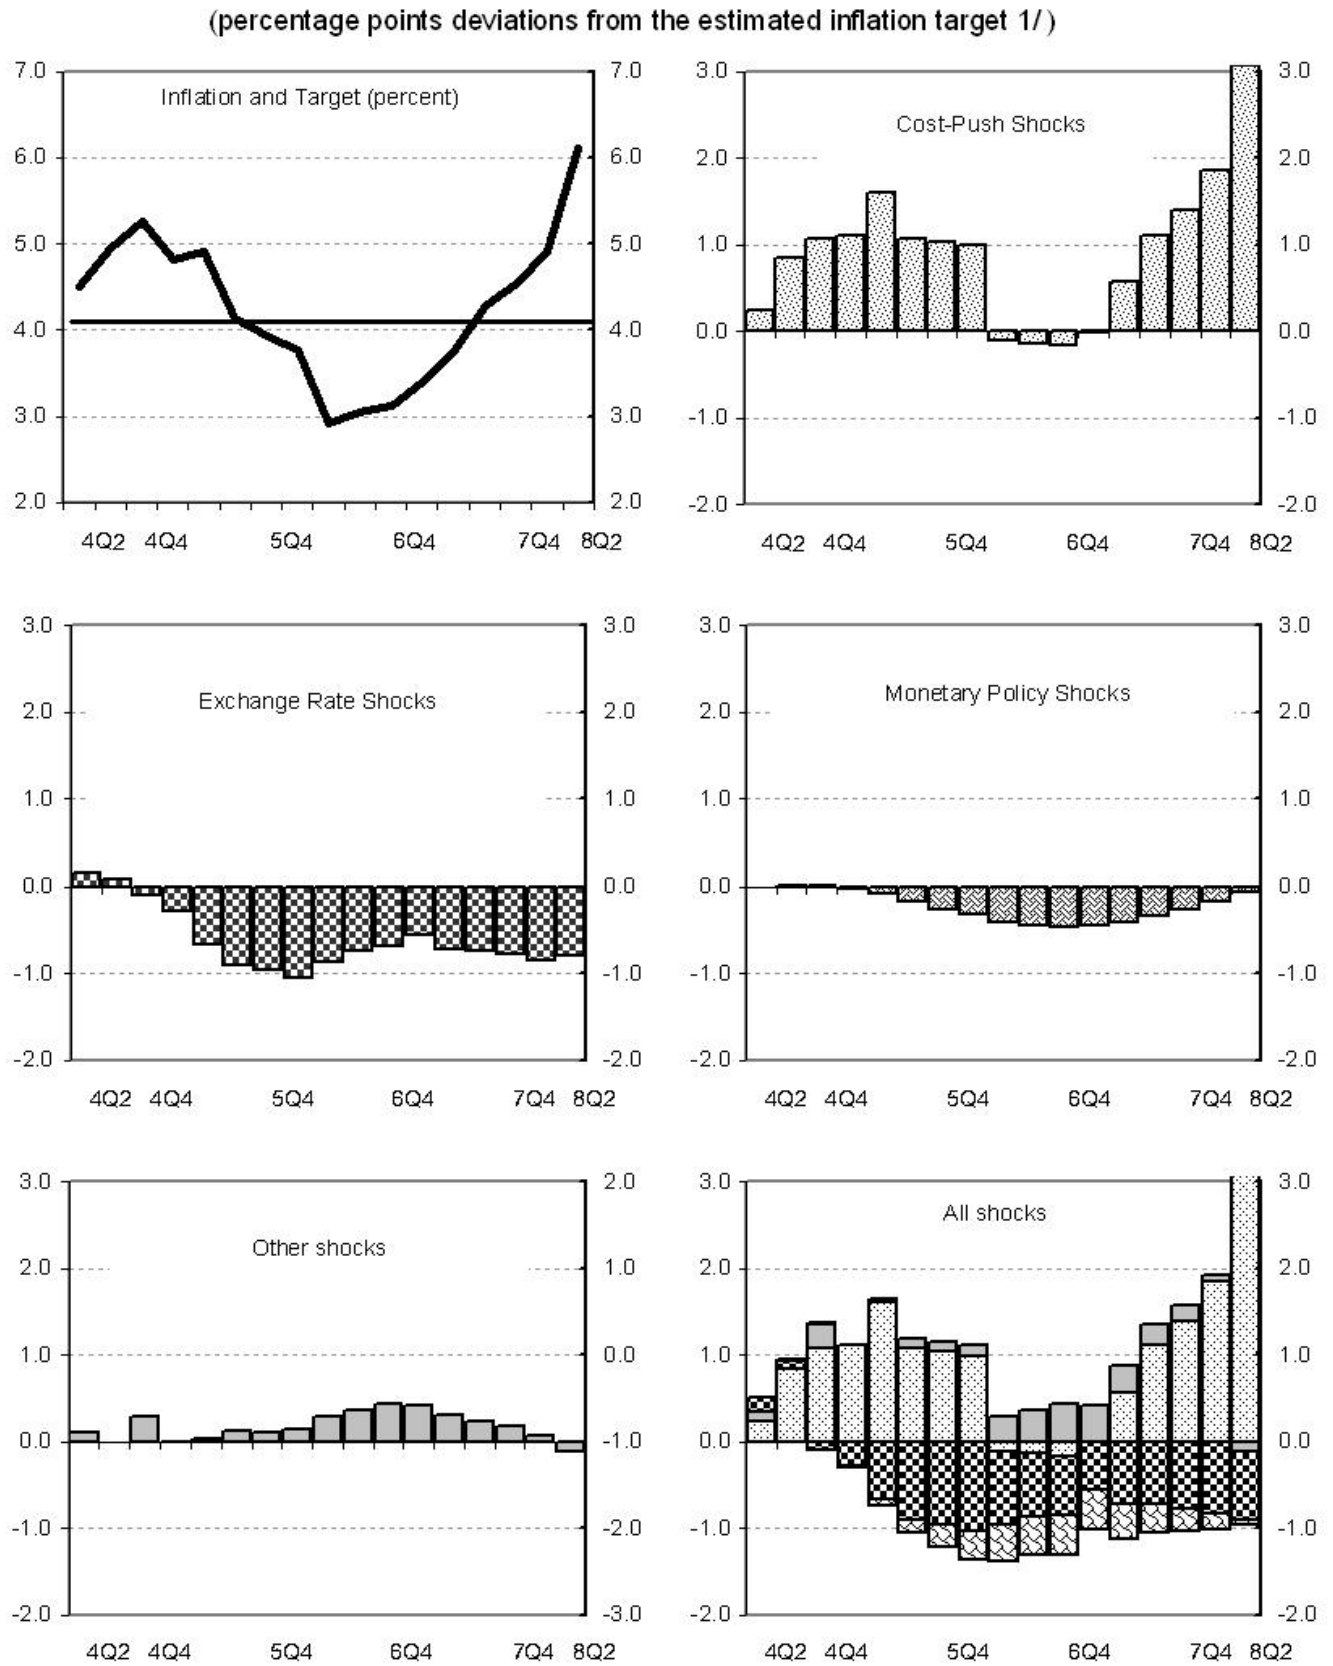 (percentage points deviations from the estimated inflation target 1/)
7.0 7.0 3.0 3.0
Inflation and Target (percent)
Cost-Push Shocks
6.0 6.0 2.0 2.0
5.0 5.0 1.0 1.0
4.0 4.0 0.0 0.0
3.0 3.0 -1.0 -1.0
2.0 2.0 -2.0 -2.0
4Q2 4Q4 5Q4 6Q4 7Q4 8Q2 4Q2 4Q4 5Q4 6Q4 7Q4 8Q2
3.0 3.0 3.0 3.0
Exchange Rate Shocks
Monetary Policy Shocks
2.0 2.0 2.0 2.0
1.0 1.0 1.0 1.0
0.0 0.0 0.0 0.0
-1.0 -1.0 -1.0 -1.0
-2.0 -2.0 -2.0 -2.0
4Q2 4Q4 5Q4 6Q4 7Q4 8Q2 4Q2 4Q4 5Q4 6Q4 7Q4 8Q2
3.0 2.0 3.0 3.0
Other shocks
All shocks
2.0 1.0 2.0 2.0
1.0 0.0 1.0 1.0
0.0 -1.0 0.0 0.0
-1.0 -2.0 -1.0 -1.0
-2.0 -3.0 -2.0 -2.0
4Q2 4Q4 5Q4 6Q4 7Q4 8Q2 4Q2 4Q4 5Q4 6Q4 7Q4 8Q2